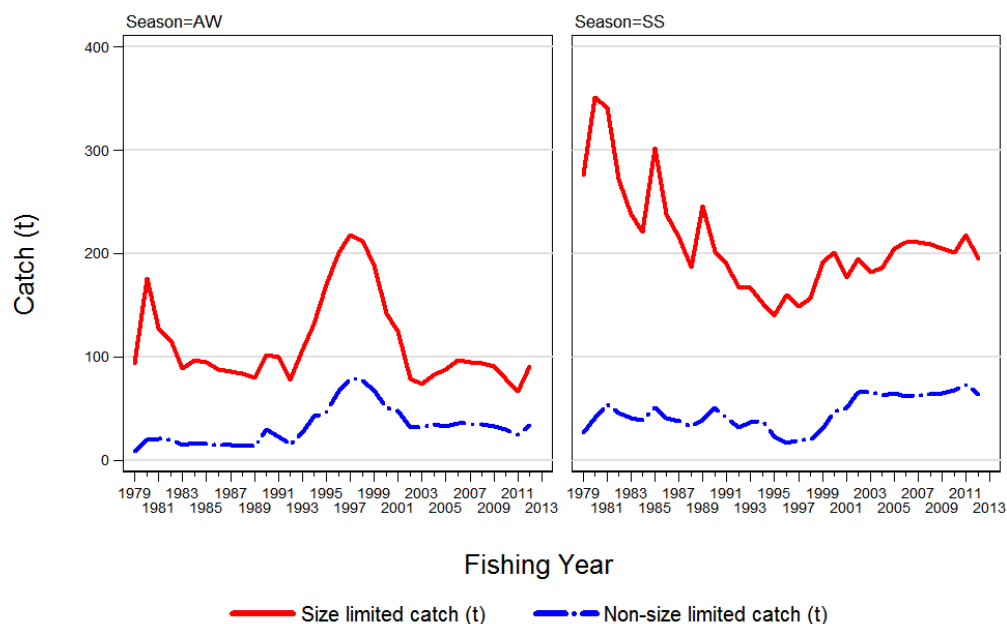 Season=AW
Season=SS
Catch (t)
400
300
200
100
0
1979 1983 1987 1991 1995 1999 2003 2007 2011
1981 1985 1989 1993 1997 2001 2005 2009 2013
1979 1983 1987 1991 1995 1999 2003 2007 2011
1981 1985 1989 1993 1997 2001 2005 2009 2013
Fishing Year
Size limited catch (t)
Non-size limited catch (t)